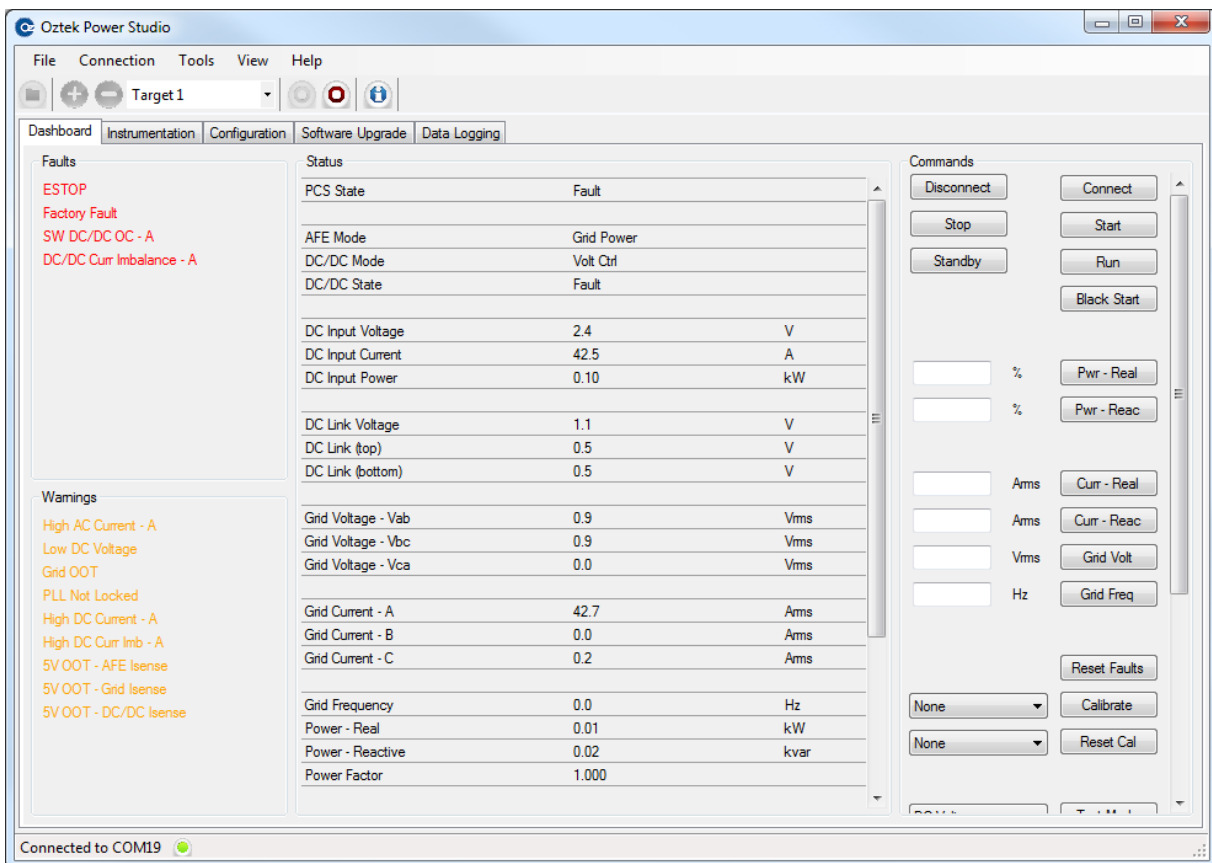 Oztek Power Studio
File Connection Tools View Help
Target 1
Dashboard Instrumentation Configuration Software Upgrade Data Logging
Faults
ESTOP
Factory Fault
SW DC/DC OC - A
DC/DC Curr Imbalance - A
Warnings
High AC Current - A
Low DC Voltage
Grid OOT
PLL Not Locked
High DC Current - A
High DC Curr Imb - A
5V OOT - AFE Isense
5V OOT - Grid Isense
5V OOT - DC/DC Isense
Status
PCS State Fault
AFE Mode Grid Power
DC/DC Mode Volt Ctrl
DC/DC State Fault
DC Input Voltage 2.4 V
DC Input Current 42.5 A
DC Input Power 0.10 kW
DC Link Voltage 1.1 V
DC Link (top) 0.5 V
DC Link (bottom) 0.5 V
Grid Voltage - Vab 0.9 Vrms
Grid Voltage - Vbc 0.9 Vrms
Grid Voltage - Vca 0.0 Vrms
Grid Current - A 42.7 Arms
Grid Current - B 0.0 Arms
Grid Current - C 0.2 Arms
Grid Frequency 0.0 Hz
Power - Real 0.01 kW
Power - Reactive 0.02 kvar
Power Factor 1.000
Commands
Disconnect Connect
Stop Start
Standby Run
Black Start
% Pwr - Real
% Pwr - Reac
Arms Curr - Real
Arms Curr - Reac
Vrms Grid Volt
Hz Grid Freq
Reset Faults
None Calibrate
None Reset Cal
Connected to COM19